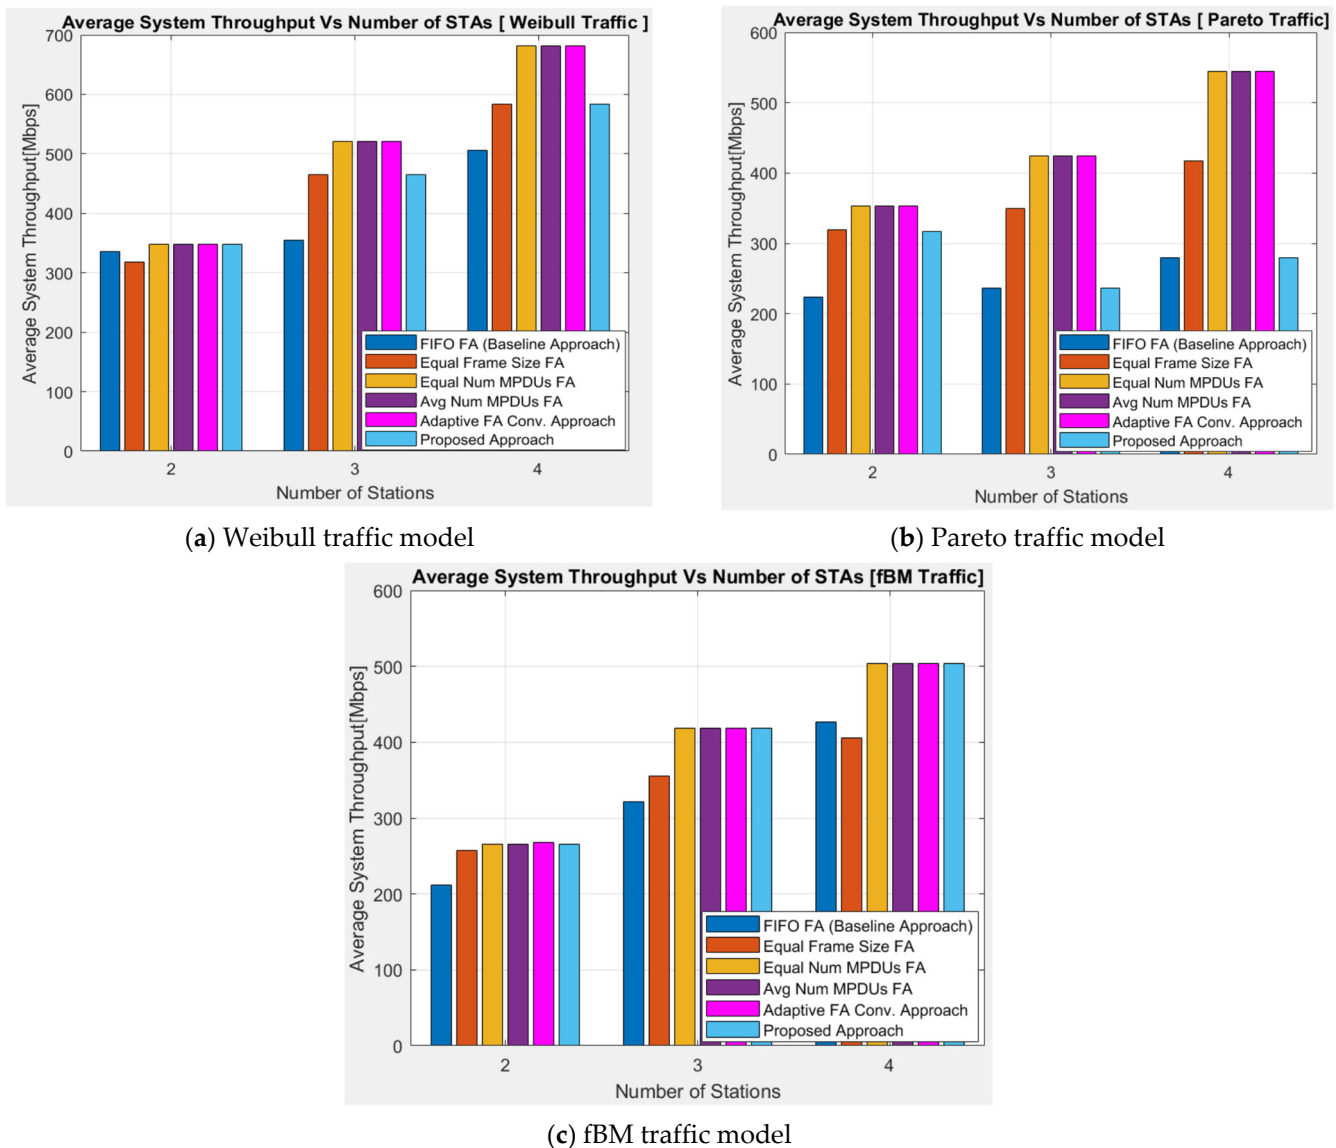 Average System Throughput Vs Number of STAs [ Weibull Traffic ]
700
600
500
400
300
200
100
0
Average System Throughput[Mbps]
FIFO FA (Baseline Approach)
Equal Frame Size FA
Equal Num MPDUs FA
Avg Num MPDUs FA
Adaptive FA Conv. Approach
Proposed Approach
2 3 4
Number of Stations
(a) Weibull traffic model
Average System Throughput Vs Number of STAs [ Pareto Traffic]
600
500
400
300
200
100
0
Average System Throughput[Mbps]
FIFO FA (Baseline Approach)
Equal Frame Size FA
Equal Num MPDUs FA
Avg Num MPDUs FA
Adaptive FA Conv. Approach
Proposed Approach
2 3 4
Number of Stations
(b) Pareto traffic model
Average System Throughput Vs Number of STAs [fBM Traffic]
600
500
400
300
200
100
0
Average System Throughput[Mbps]
FIFO FA (Baseline Approach)
Equal Frame Size FA
Equal Num MPDUs FA
Avg Num MPDUs FA
Adaptive FA Conv. Approach
Proposed Approach
2 3 4
Number of Stations
(c) fBM traffic model